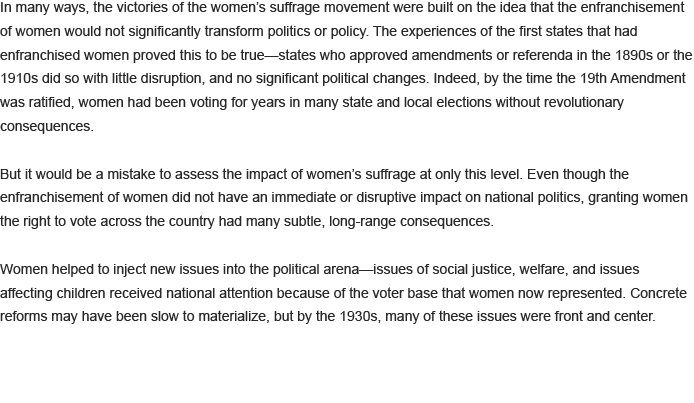 In many ways, the victories of the women’s suffrage movement were built on the idea that the enfranchisement
of women would not significantly transform politics or policy. The experiences of the first states that had
enfranchised women proved this to be true—states who approved amendments or referenda in the 1890s or the
1910s did so with little disruption, and no significant political changes. Indeed, by the time the 19th Amendment
was ratified, women had been voting for years in many state and local elections without revolutionary
consequences.
But it would be a mistake to assess the impact of women’s suffrage at only this level. Even though the
enfranchisement of women did not have an immediate or disruptive impact on national politics, granting women
the right to vote across the country had many subtle, long-range consequences.
Women helped to inject new issues into the political arena—issues of social justice, welfare, and issues
affecting children received national attention because of the voter base that women now represented. Concrete
reforms may have been slow to materialize, but by the 1930s, many of these issues were front and center.